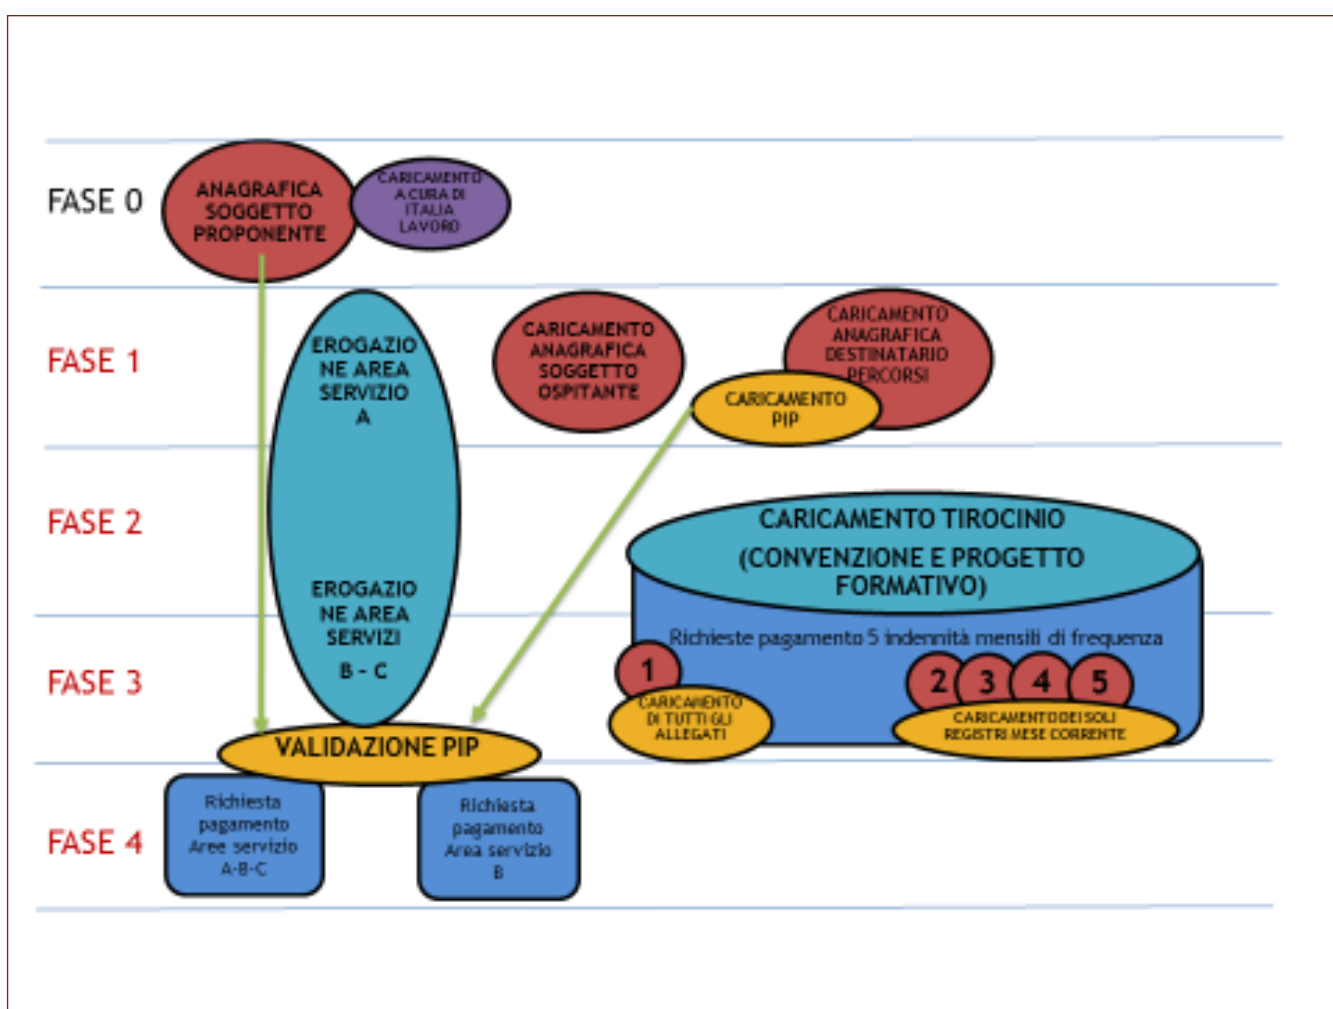 FASE 0
ANAGRAFICA
SOGGETTO
PROPONENTE
CARICAMENTO
A CURA DI
ITALIA
LAVORO
FASE 1
EROGAZIO
NE AREA
SERVIZIO
A
CARICAMENTO
ANAGRAFICA
SOGGETTO
OSPITANTE
CARICAMENTO
ANAGRAFICA
DESTINATARIO
PERCORSI
CARICAMENTO
PIP
FASE 2
CARICAMENTO TIROCINIO
(CONVENZIONE E PROGETTO
FORMATIVO)
EROGAZIO
NE AREA
SERVIZI
B - C
FASE 3
Richieste pagamento 5 indennità mensili di frequenza
1
2 3 4 5
CARICAMENTO
DI TUTTI GLI
ALLEGATI
CARICAMENTO DEI SOLI
REGISTRI MESE CORRENTE
VALIDAZIONE PIP
FASE 4
Richiesta
pagamento
Aree servizio
A-B-C
Richiesta
pagamento
Area servizio
B